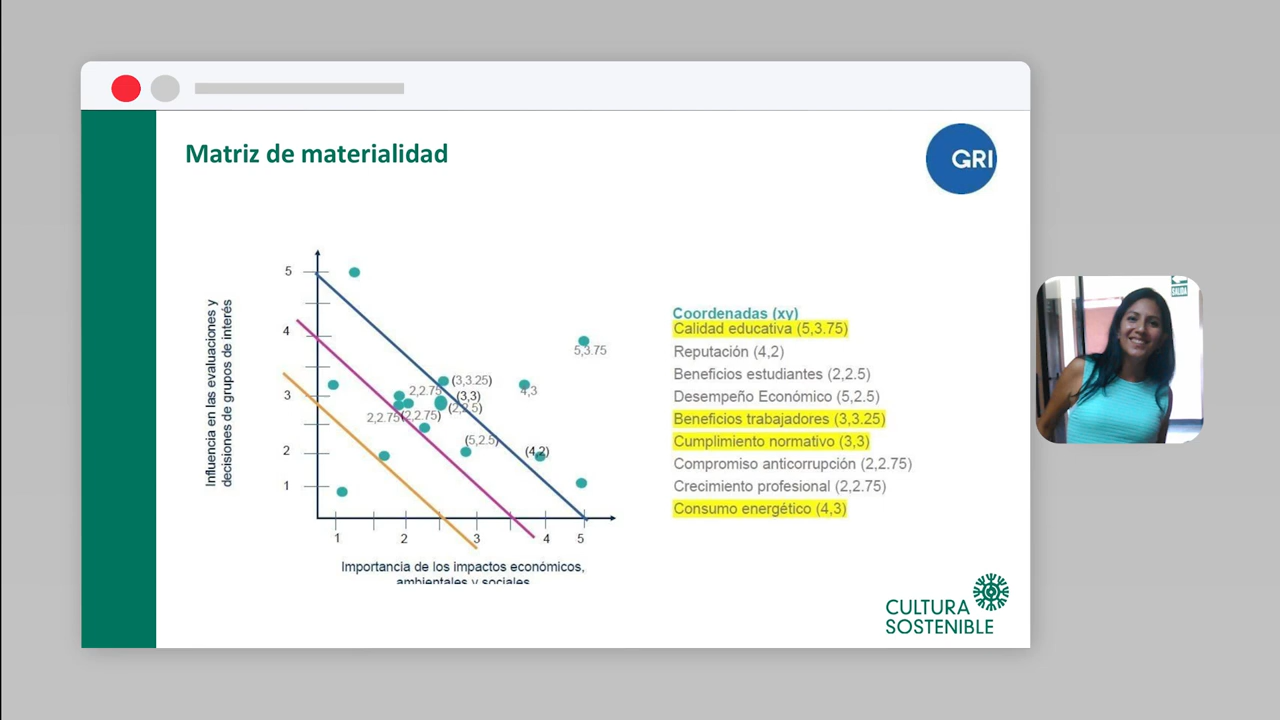 Matriz de materialidad
GRI
Influencia en las evaluaciones y
decisiones de grupos de interés
5
4
3
2
1
5,3.75
(3,3.25)
4,3
2,2.75
(3,3)
(2,2.5)
2,2.75
(2,2.75)
(5,2.5)
(4,2)
1
2
3
4
5
Importancia de los impactos económicos,
ambientales y sociales
Coordenadas (xy)
Calidad educativa (5,3.75)
Reputación (4,2)
Beneficios estudiantes (2,2.5)
Desempeño Económico (5,2.5)
Beneficios trabajadores (3,3.25)
Cumplimiento normativo (3,3)
Compromiso anticorrupción (2,2.75)
Crecimiento profesional (2,2.75)
Consumo energético (4,3)
CULTURA
SOSTENIBLE
SALIDA